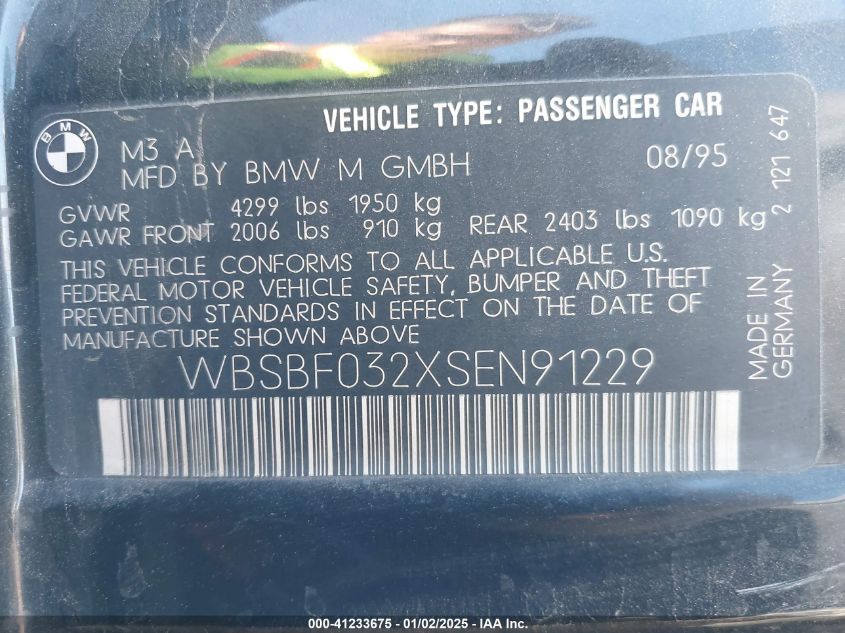 VEHICLE TYPE: PASSENGER CAR
BMW
M3 A
MFD BY BMW M GMBH 08/95
GVWR 4299 lbs 1950 kg
GAWR FRONT 2006 lbs 910 kg REAR 2403 lbs 1090 kg
THIS VEHICLE CONFORMS TO ALL APPLICABLE U.S.
FEDERAL MOTOR VEHICLE SAFETY, BUMPER AND THEFT
PREVENTION STANDARDS IN EFFECT ON THE DATE OF
MANUFACTURE SHOWN ABOVE
WBSBF032XSEN91229
2 121 647
MADE IN
GERMANY
000-41233675 - 01/02/2025 - IAA Inc.